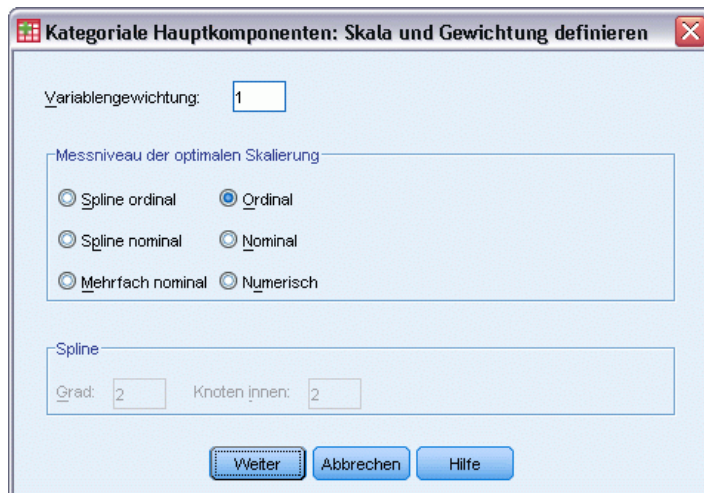 Kategoriale Hauptkomponenten: Skala und Gewichtung definieren
Variablengewichtung: 1
Messniveau der optimalen Skalierung
Spline ordinal Ordinal
Spline nominal Nominal
Mehrfach nominal Numerisch
Spline
Grad: 2 Knoten innen: 2
Weiter Abbrechen Hilfe